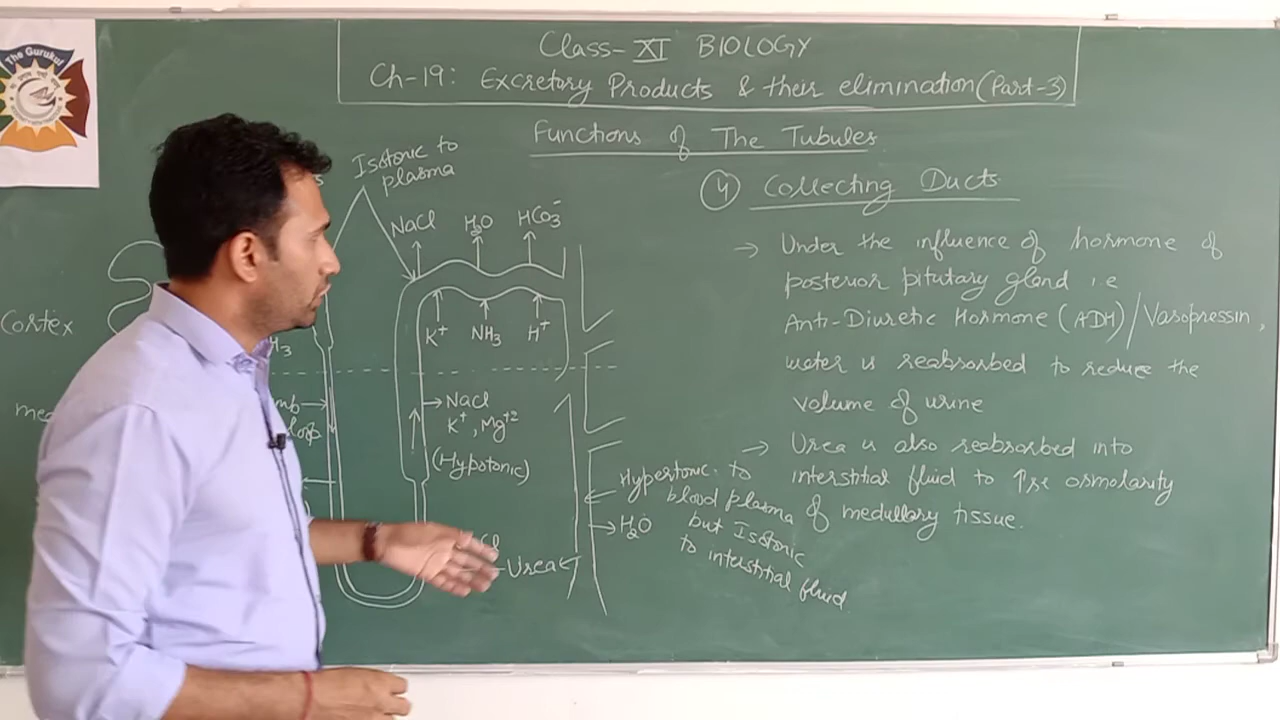 The Gurukul
Class-XI BIOLOGY
Ch-19: Excretory Products & their elimination (Part-3)
Functions of The Tubules
Isotonic to
plasma
NaCl H₂O HCO₃⁻
K⁺ NH₃ H⁺
Cortex
NaCl
K⁺, Mg⁺²
(Hypotonic)
Urea
Hypertonic to
blood plasma
but Isotonic
to interstitial fluid
H₂O
④ Collecting Ducts
→ Under the influence of hormone of
posterior pitutary gland i.e
Anti-Diuretic Hormone (ADH)/Vasopressin,
water is reabsorbed to reduce the
volume of urine
→ Urea is also reabsorbed into
interstitial fluid to ↑se osmolarity
of medullary tissue.